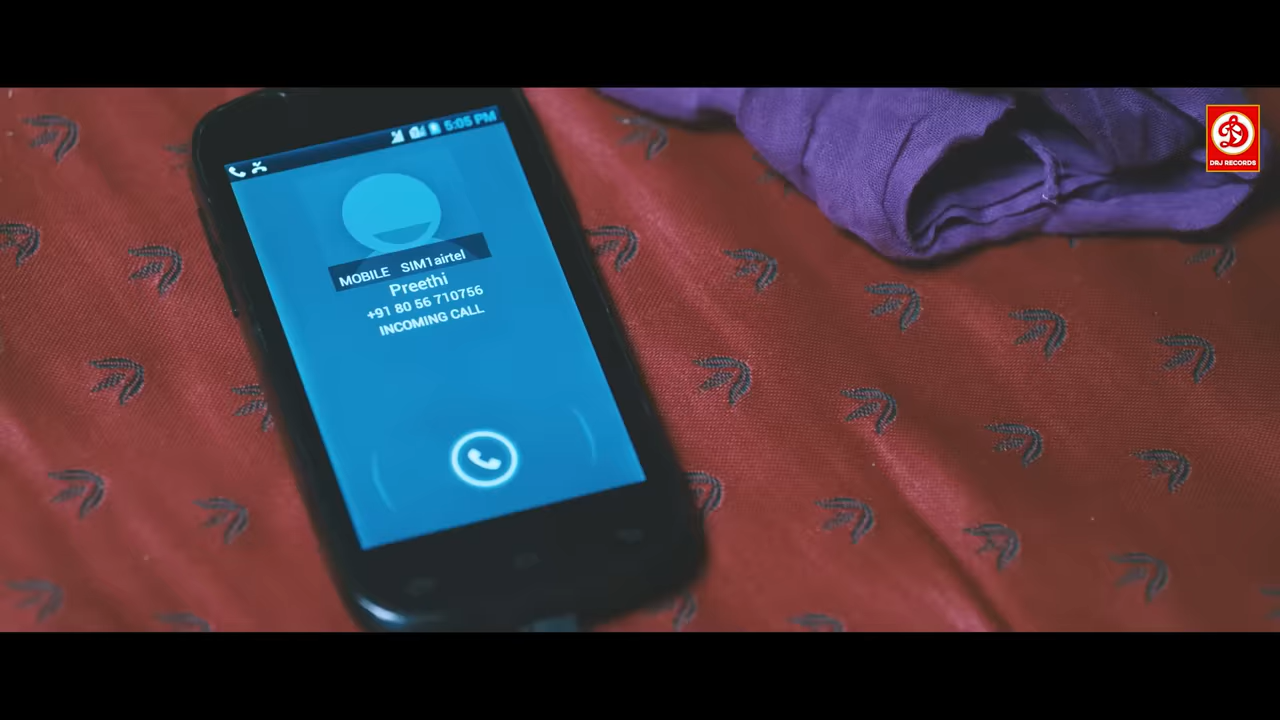 5:05 PM
MOBILE SIM1 airtel
Preethi
+91 80 56 710756
INCOMING CALL
DRJ RECORDS